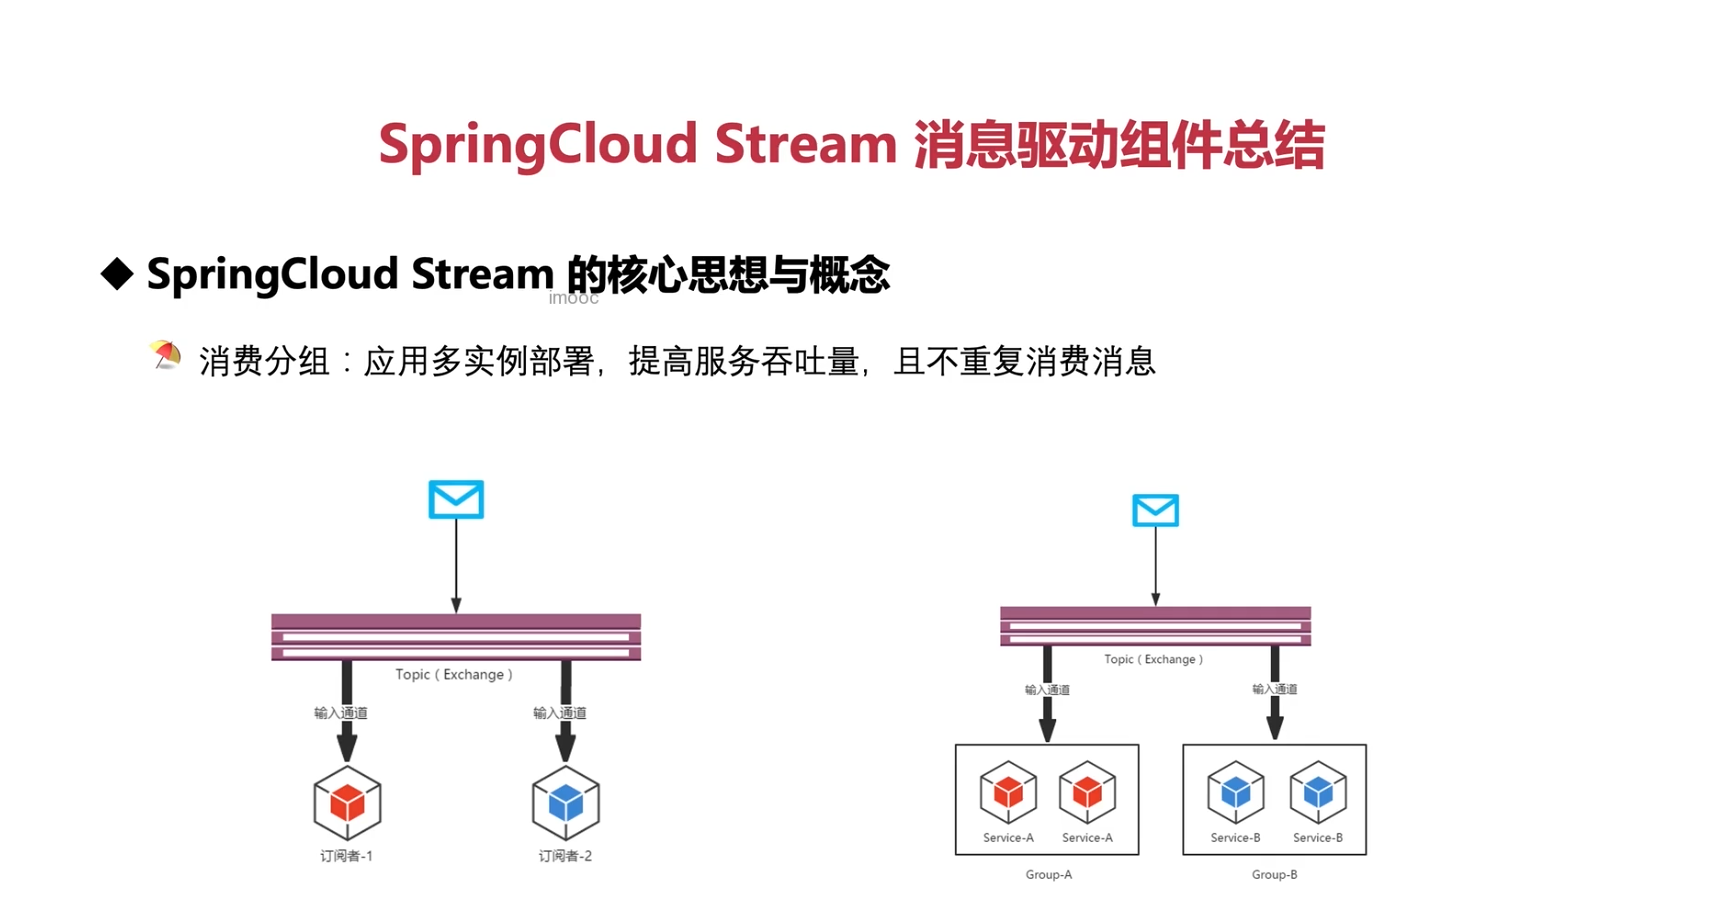 SpringCloud Stream 消息驱动组件总结
◆ SpringCloud Stream 的核心思想与概念
imooc
消费分组：应用多实例部署，提高服务吞吐量，且不重复消费消息
Topic（Exchange）
输入通道
输入通道
订阅者-1
订阅者-2
Topic（Exchange）
输入通道
输入通道
Service-A
Service-A
Service-B
Service-B
Group-A
Group-B